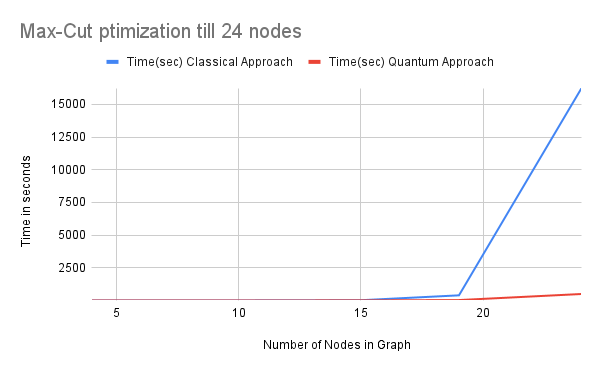 Max-Cut ptimization till 24 nodes
Time(sec) Classical Approach Time(sec) Quantum Approach
15000
12500
10000
7500
5000
2500
Time in seconds
5 10 15 20
Number of Nodes in Graph